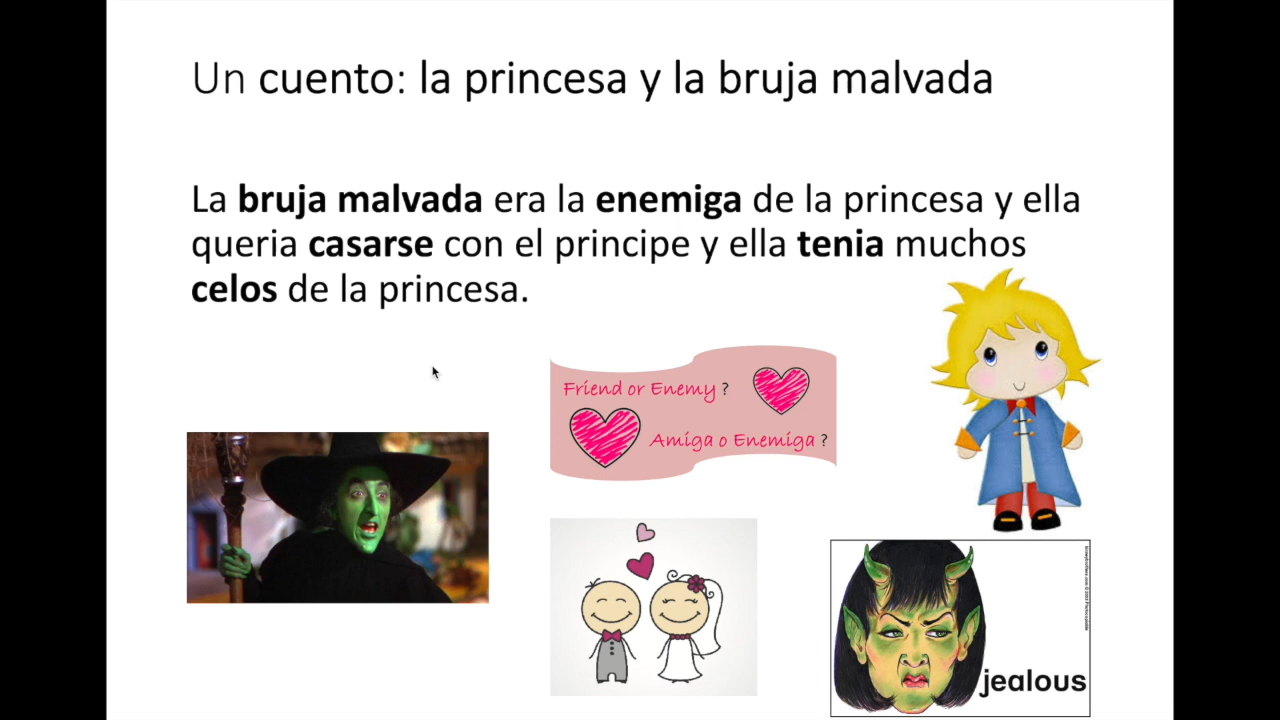 Un cuento: la princesa y la bruja malvada
La bruja malvada era la enemiga de la princesa y ella
queria casarse con el principe y ella tenia muchos
celos de la princesa.
Friend or Enemy ?
Amiga o Enemiga ?
jealous